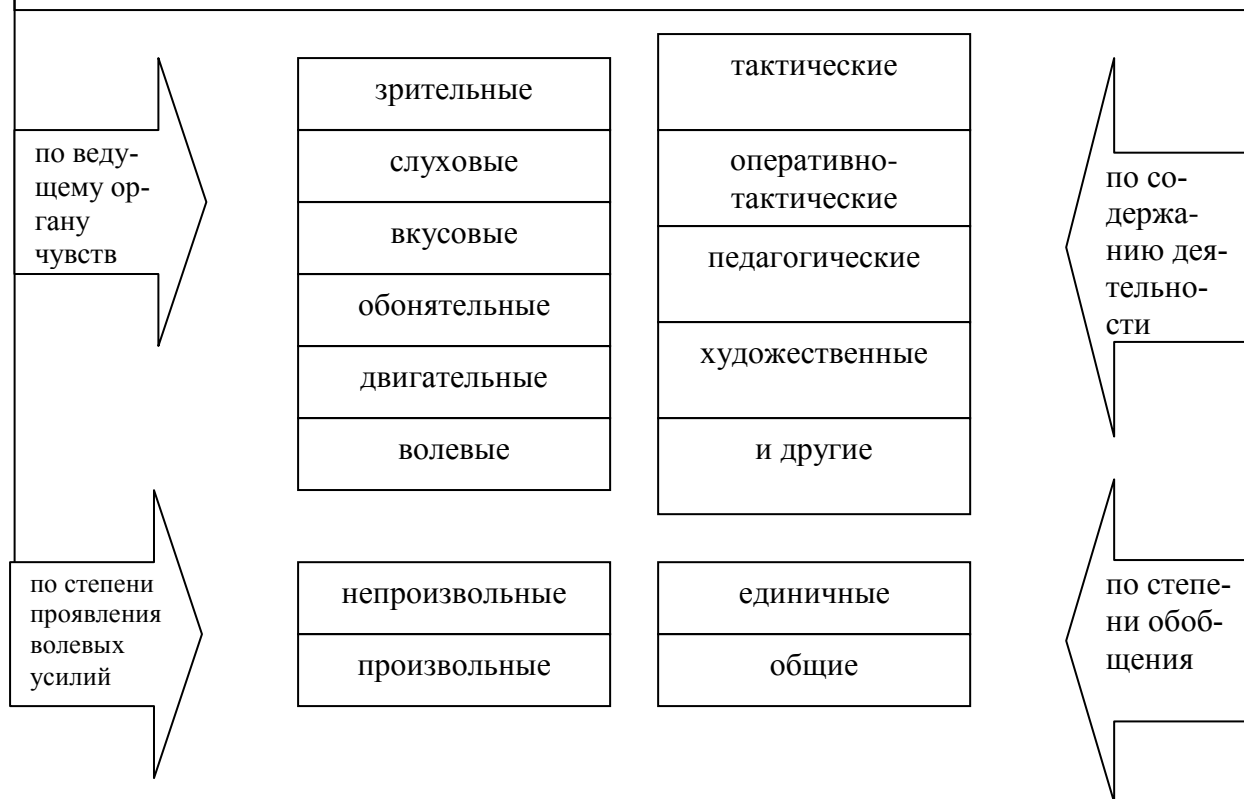 по веду-
щему ор-
гану
чувств
зрительные
слуховые
вкусовые
обонятельные
двигательные
волевые
тактические
оперативно-
тактические
педагогические
художественные
и другие
по со-
держа-
нию дея-
тельно-
сти
по степени
проявления
волевых
усилий
непроизвольные
произвольные
единичные
общие
по степе-
ни обоб-
щения